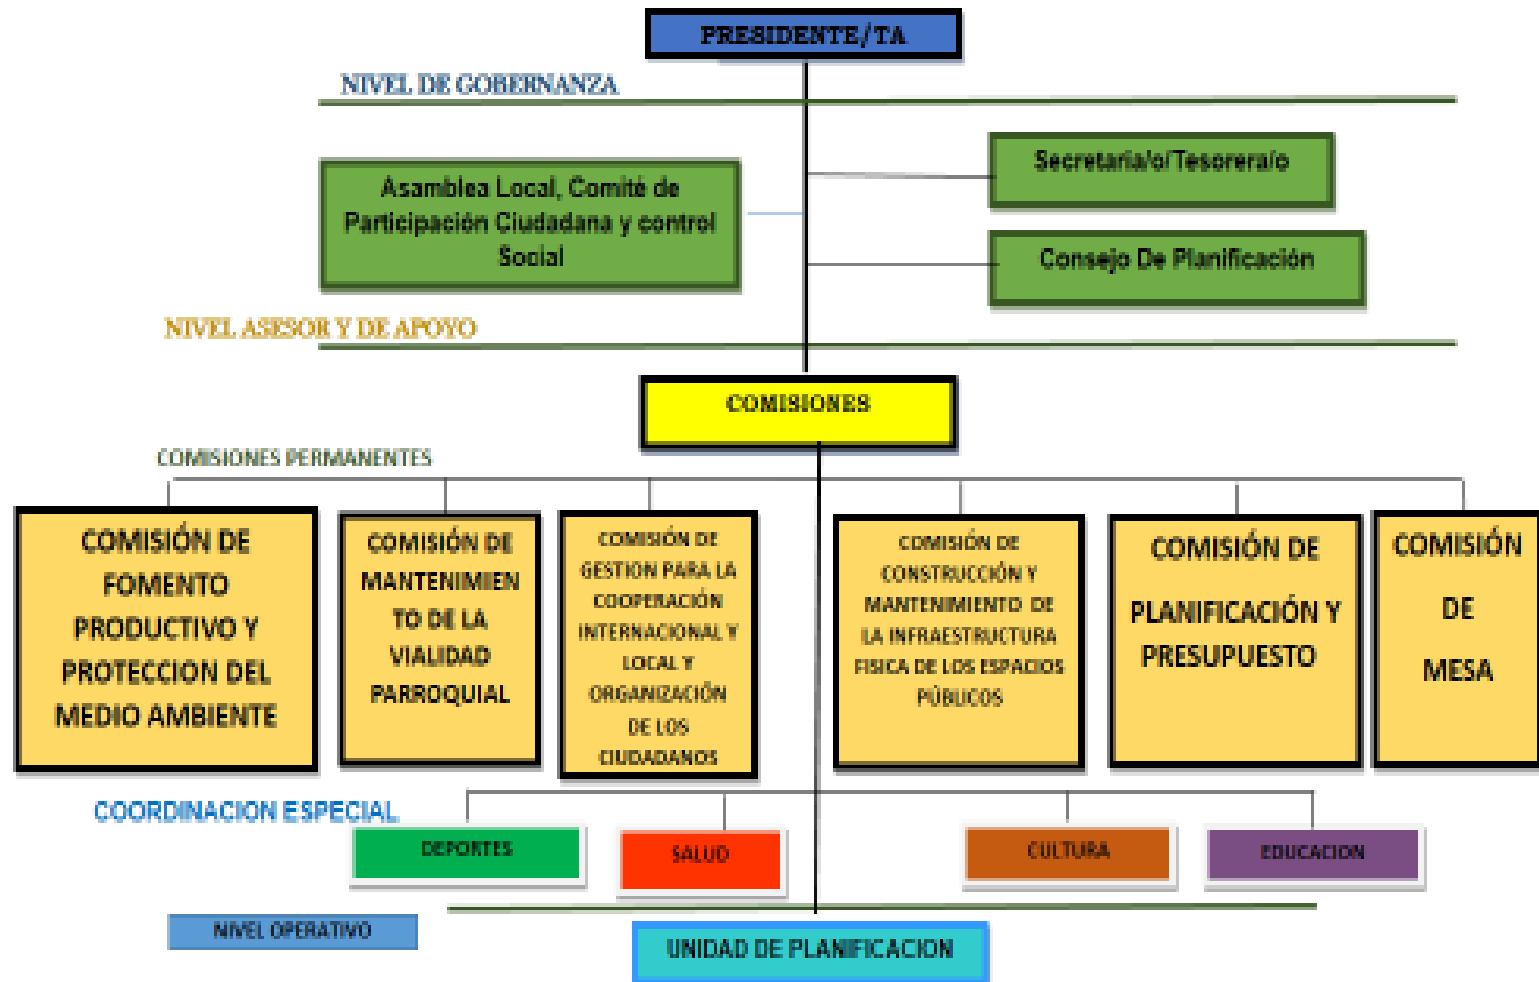 PRESIDENTE/TA
NIVEL DE GOBERNANZA
Asamblea Local, Comité de
Participación Ciudadana y control
Social
Secretaria/o/Tesorera/o
Consejo De Planificación
NIVEL ASESOR Y DE APOYO
COMISIONES
COMISIONES PERMANENTES
COMISIÓN DE
FOMENTO
PRODUCTIVO Y
PROTECCION DEL
MEDIO AMBIENTE
COMISIÓN DE
MANTENIMIEN
TO DE LA
VIALIDAD
PARROQUIAL
COMISIÓN DE
GESTION PARA LA
COOPERACIÓN
INTERNACIONAL Y
LOCAL Y
ORGANIZACIÓN
DE LOS
CIUDADANOS
COMISIÓN DE
CONSTRUCCIÓN Y
MANTENIMIENTO DE
LA INFRAESTRUCTURA
FISICA DE LOS ESPACIOS
PÚBLICOS
COMISIÓN DE
PLANIFICACIÓN Y
PRESUPUESTO
COMISIÓN
DE
MESA
COORDINACION ESPECIAL
DEPORTES
SALUD
CULTURA
EDUCACION
NIVEL OPERATIVO
UNIDAD DE PLANIFICACION